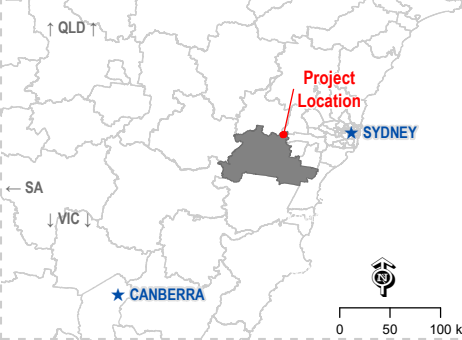 ↑ QLD ↑
Project
Location
SYDNEY
← SA
↓ VIC ↓
CANBERRA
N
0 50 100 k